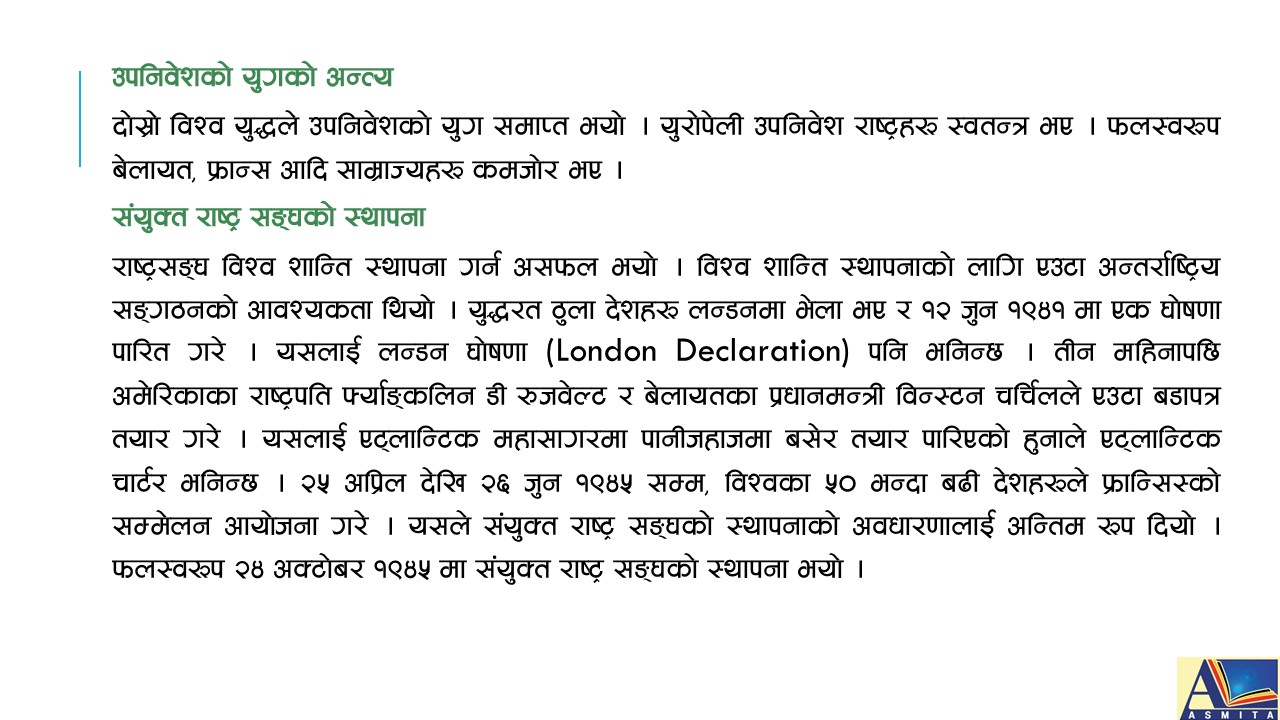 उपनिवेशको युगको अन्त्य
दोस्रो विश्व युद्धले उपनिवेशको युग समाप्त भयो । युरोपेली उपनिवेश राष्ट्रहरु स्वतन्त्र भए । फलस्वरुप
बेलायत, फ्रान्स आदि साम्राज्यहरु कमजोर भए ।
संयुक्त राष्ट्र सङ्घको स्थापना
राष्ट्रसङ्घ विश्व शान्ति स्थापना गर्न असफल भयो । विश्व शान्ति स्थापनाको लागि एउटा अन्तर्राष्ट्रिय
सङ्गठनको आवश्यकता थियो । युद्धरत ठुला देशहरु लन्डनमा भेला भए र १२ जुन १९४१ मा एक घोषणा
पारित गरे । यसलाई लन्डन घोषणा (London Declaration) पनि भनिन्छ । तीन महिनापछि
अमेरिकाका राष्ट्रपति फ्र्याङ्कलिन डी रुजवेल्ट र बेलायतका प्रधानमन्त्री विन्स्टन चर्चिलले एउटा बडापत्र
तयार गरे । यसलाई एट्लान्टिक महासागरमा पानीजहाजमा बसेर तयार पारिएको हुनाले एट्लान्टिक
चार्टर भनिन्छ । २५ अप्रिल देखि २६ जुन १९४५ सम्म, विश्वका ५० भन्दा बढी देशहरुले फ्रान्सिसस्को
सम्मेलन आयोजना गरे । यसले संयुक्त राष्ट्र सङ्घको स्थापनाको अवधारणालाई अन्तिम रुप दियो ।
फलस्वरुप २४ अक्टोबर १९४५ मा संयुक्त राष्ट्र सङ्घको स्थापना भयो ।
ASMITA